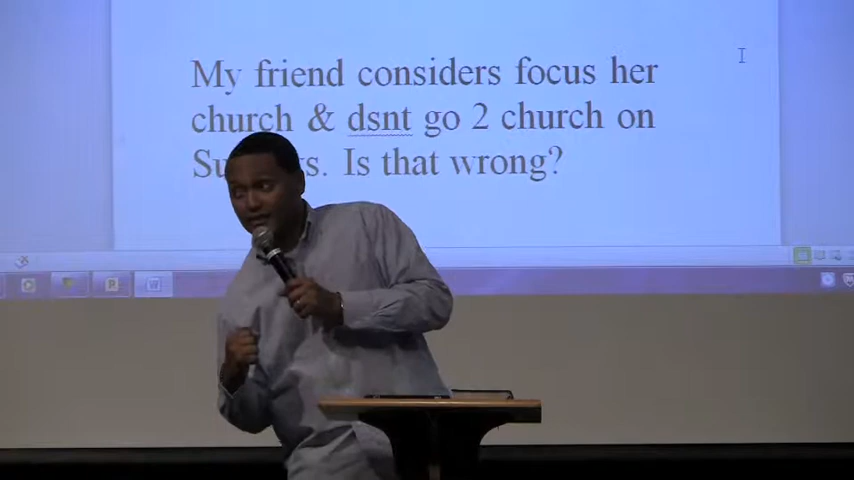 My friend considers focus her
church & dsnt go 2 church on
Is that wrong?